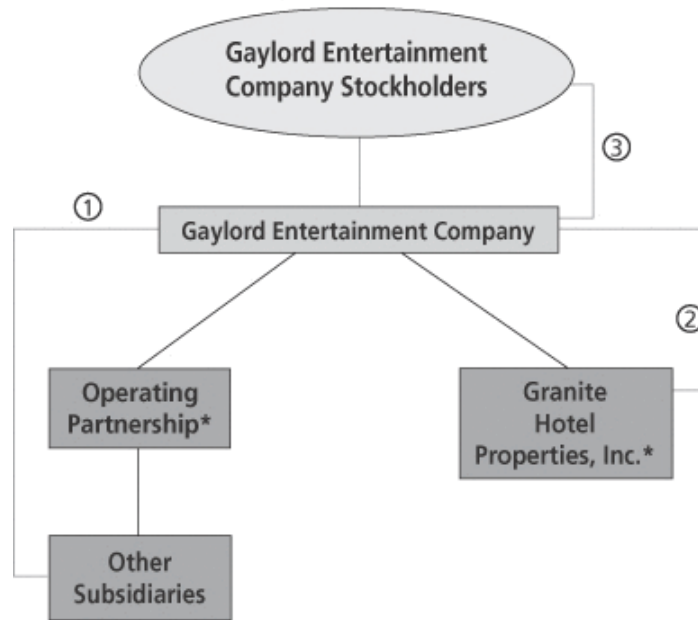 Gaylord Entertainment
Company Stockholders
③
①
Gaylord Entertainment Company
②
Operating
Partnership*
Granite
Hotel
Properties, Inc.*
Other
Subsidiaries